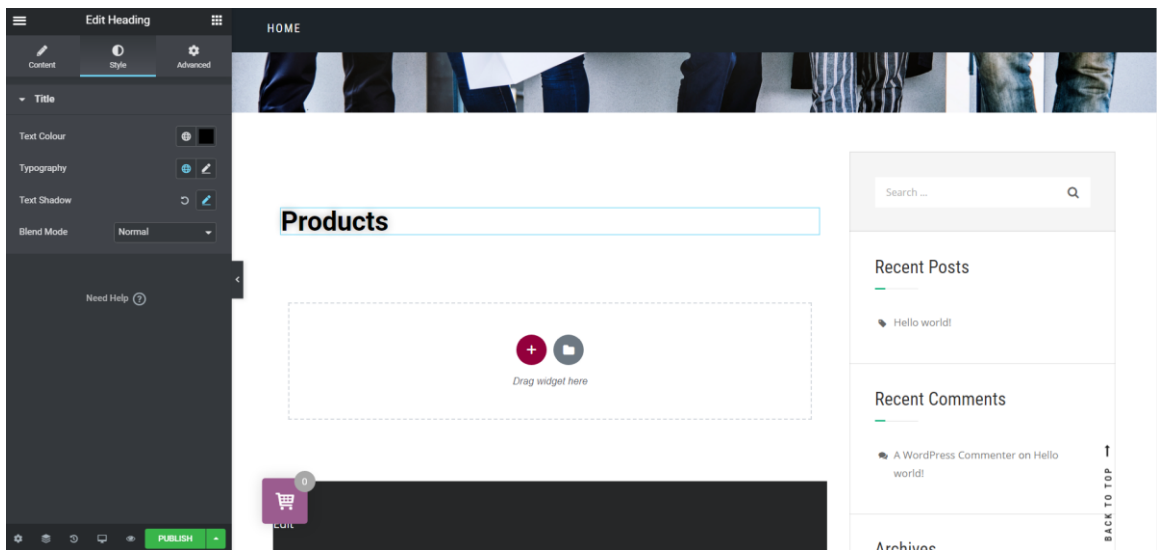 Edit Heading
Content
Style
Advanced
Title
Text Colour
Typography
Text Shadow
Blend Mode
Normal
Need Help ?
PUBLISH
HOME
Products
Drag widget here
0
Edit
Search ...
Recent Posts
Hello world!
Recent Comments
A WordPress Commenter on Hello
world!
Archives
BACK TO TOP